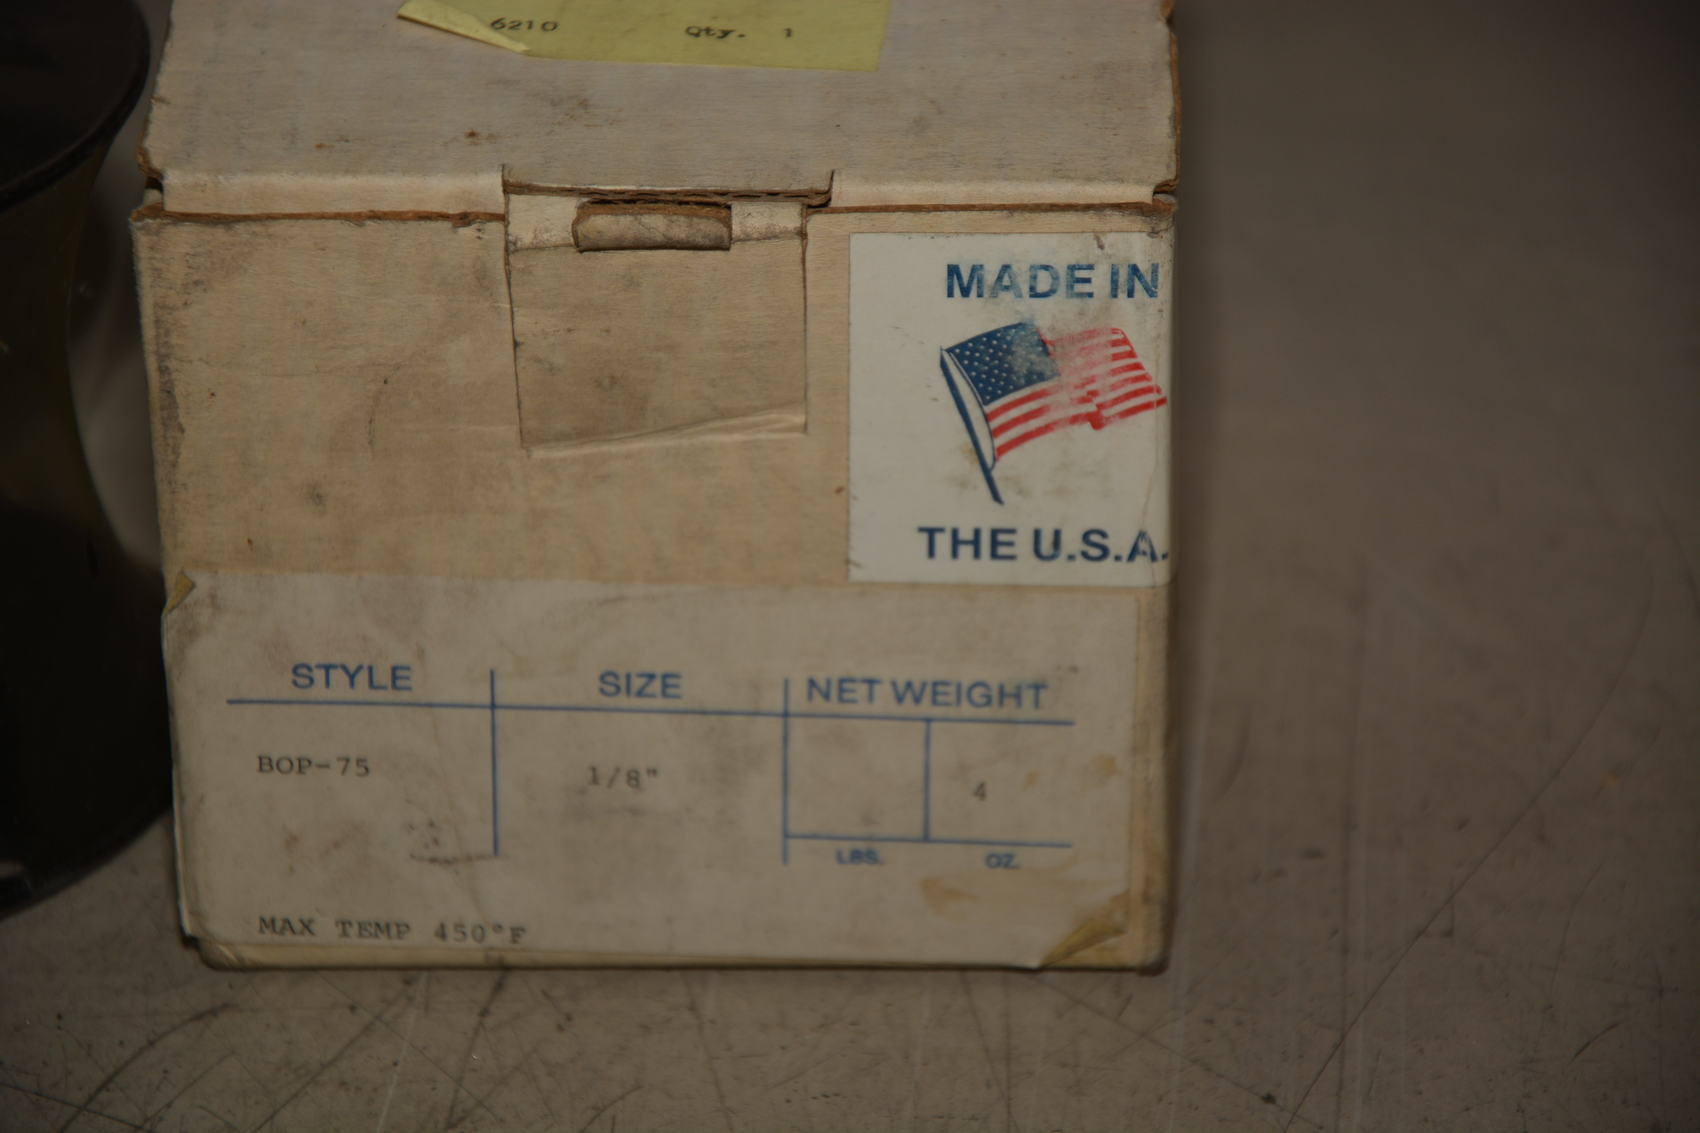 6210 Qty. 1
MADE IN
THE U.S.A.
STYLE SIZE NET WEIGHT
BOP-75 1/8" 4
LBS. OZ.
MAX TEMP 450°F